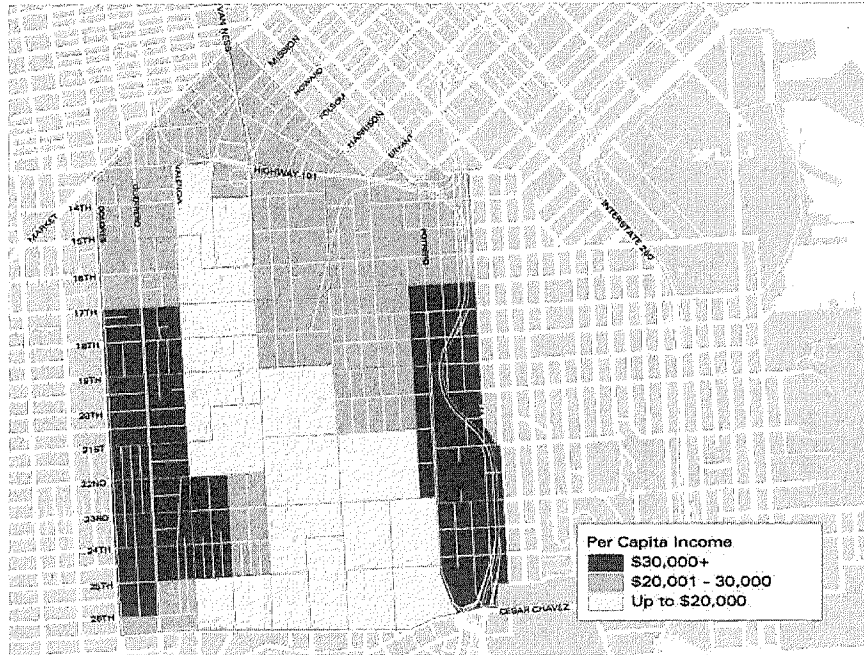 VAN NESS
MISSION
HOWARD
FOLSOM
HARRISON
BRYANT
HIGHWAY 101
VALENCIA
GUERRERO
DOLORES
MARKET
POTRERO
INTERSTATE 280
14TH
15TH
16TH
17TH
18TH
19TH
20TH
21ST
22ND
23RD
24TH
25TH
26TH
CESAR CHAVEZ
Per Capita Income
$30,000+
$20,001 - 30,000
Up to $20,000